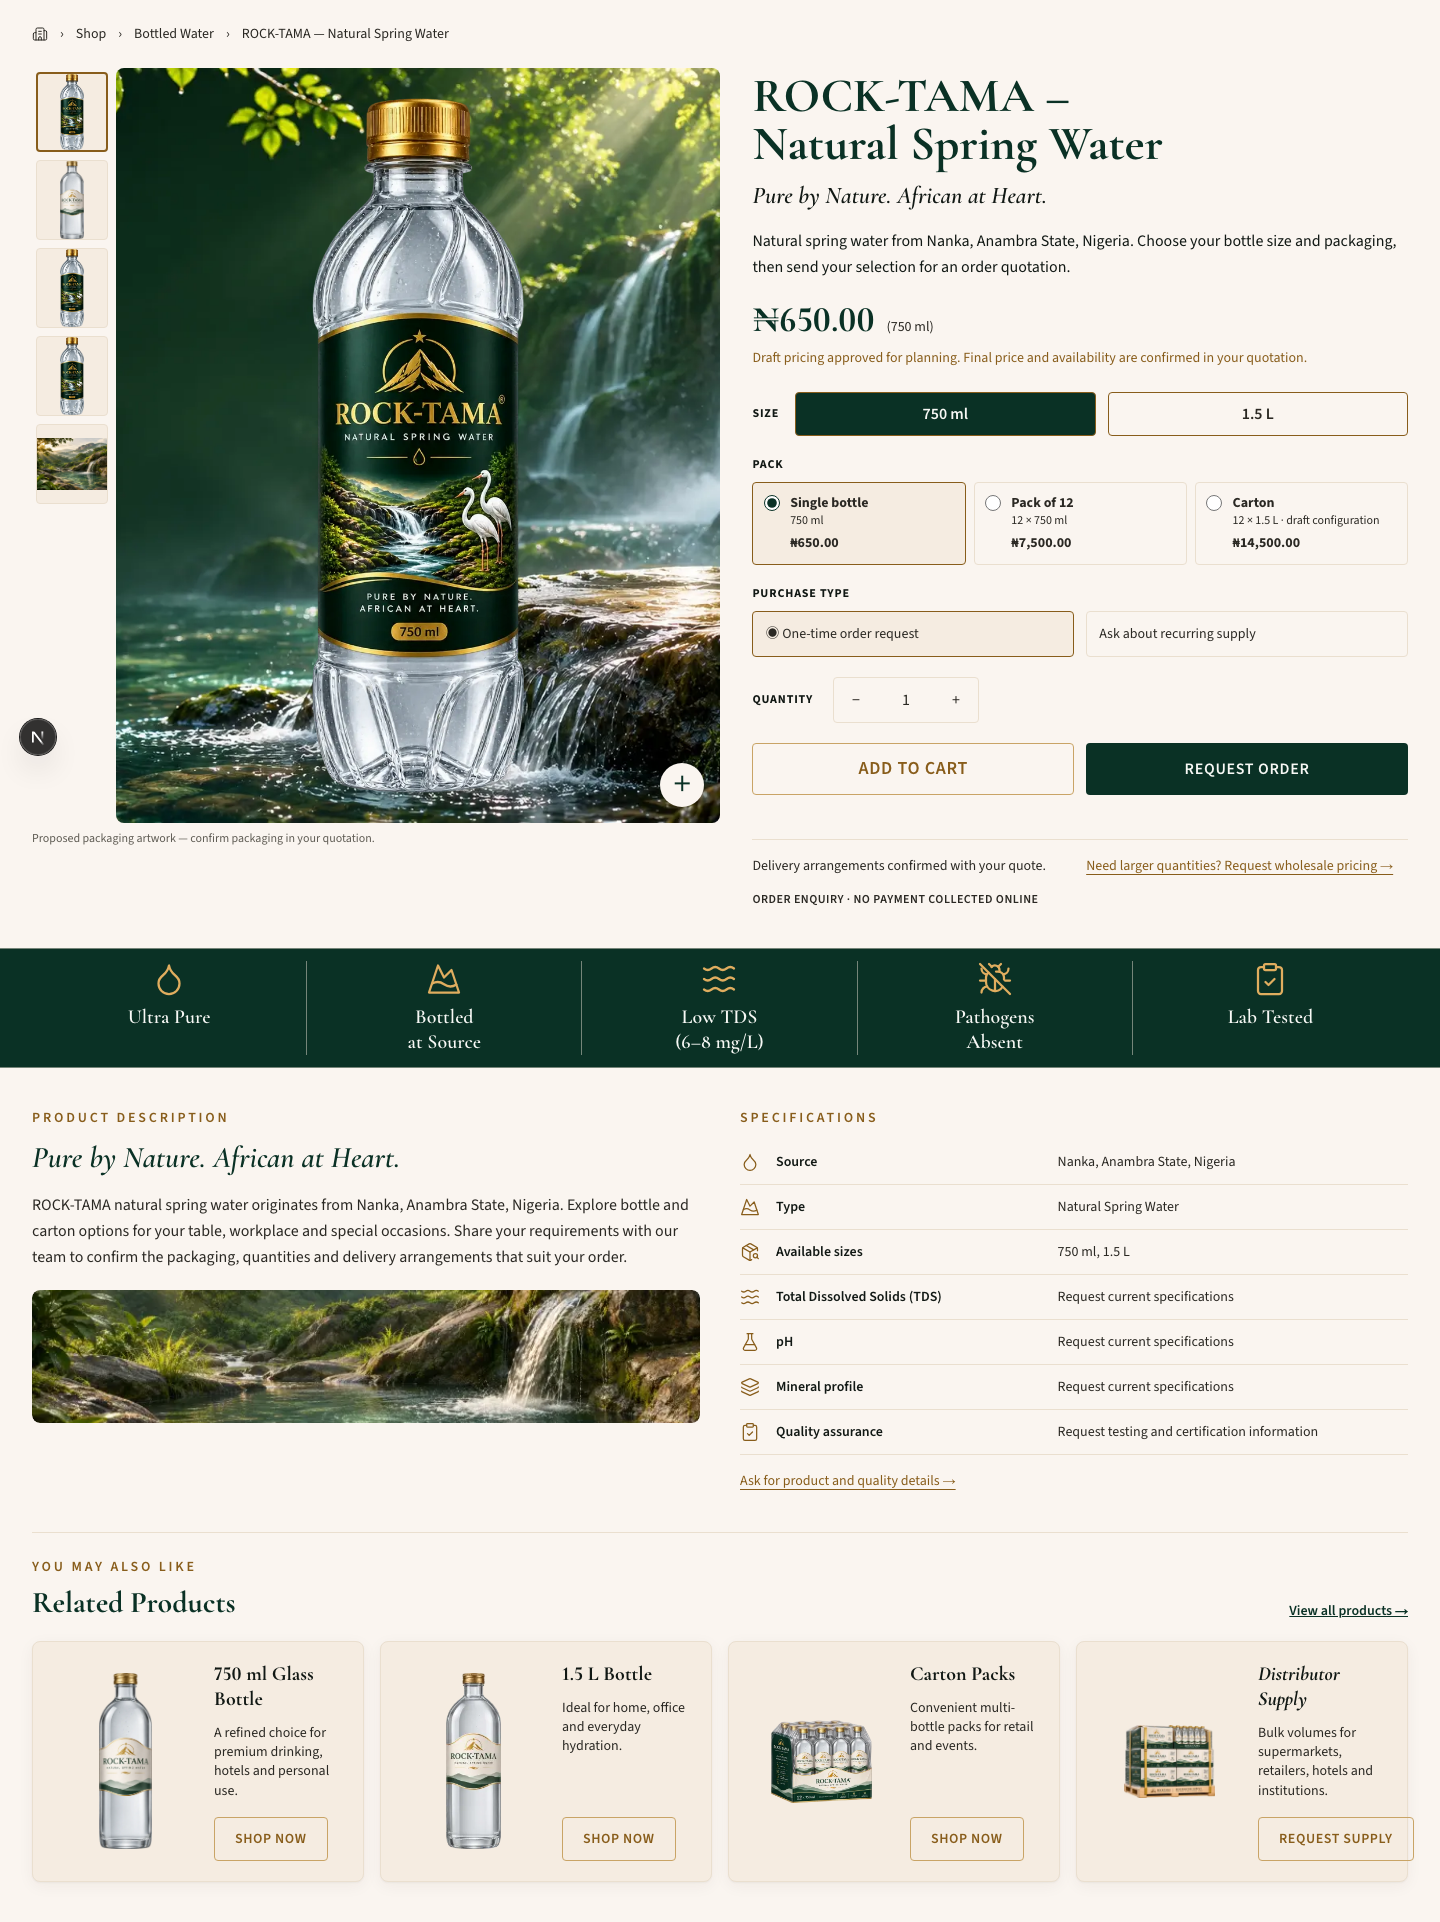 › Shop › Bottled Water › ROCK-TAMA — Natural Spring Water
ROCK-TAMA®
NATURAL SPRING WATER
PURE BY NATURE.
AFRICAN AT HEART.
750 ml
N
+
Proposed packaging artwork — confirm packaging in your quotation.
ROCK-TAMA –
Natural Spring Water
Pure by Nature. African at Heart.
Natural spring water from Nanka, Anambra State, Nigeria. Choose your bottle size and packaging,
then send your selection for an order quotation.
₦650.00 (750 ml)
Draft pricing approved for planning. Final price and availability are confirmed in your quotation.
SIZE 750 ml 1.5 L
PACK
Single bottle
750 ml
₦650.00
Pack of 12
12 × 750 ml
₦7,500.00
Carton
12 × 1.5 L · draft configuration
₦14,500.00
PURCHASE TYPE
One-time order request
Ask about recurring supply
QUANTITY − 1 +
ADD TO CART
REQUEST ORDER
Delivery arrangements confirmed with your quote.
Need larger quantities? Request wholesale pricing →
ORDER ENQUIRY · NO PAYMENT COLLECTED ONLINE
Ultra Pure
Bottled
at Source
Low TDS
(6–8 mg/L)
Pathogens
Absent
Lab Tested
PRODUCT DESCRIPTION
Pure by Nature. African at Heart.
ROCK-TAMA natural spring water originates from Nanka, Anambra State, Nigeria. Explore bottle and
carton options for your table, workplace and special occasions. Share your requirements with our
team to confirm the packaging, quantities and delivery arrangements that suit your order.
SPECIFICATIONS
Source Nanka, Anambra State, Nigeria
Type Natural Spring Water
Available sizes 750 ml, 1.5 L
Total Dissolved Solids (TDS) Request current specifications
pH Request current specifications
Mineral profile Request current specifications
Quality assurance Request testing and certification information
Ask for product and quality details →
YOU MAY ALSO LIKE
Related Products
View all products →
ROCK-TAMA
750 ml Glass
Bottle
A refined choice for
premium drinking,
hotels and personal
use.
SHOP NOW
ROCK-TAMA
1.5 L Bottle
Ideal for home, office
and everyday
hydration.
SHOP NOW
ROCK-TAMA
Carton Packs
Convenient multi-
bottle packs for retail
and events.
SHOP NOW
Distributor
Supply
Bulk volumes for
supermarkets,
retailers, hotels and
institutions.
REQUEST SUPPLY